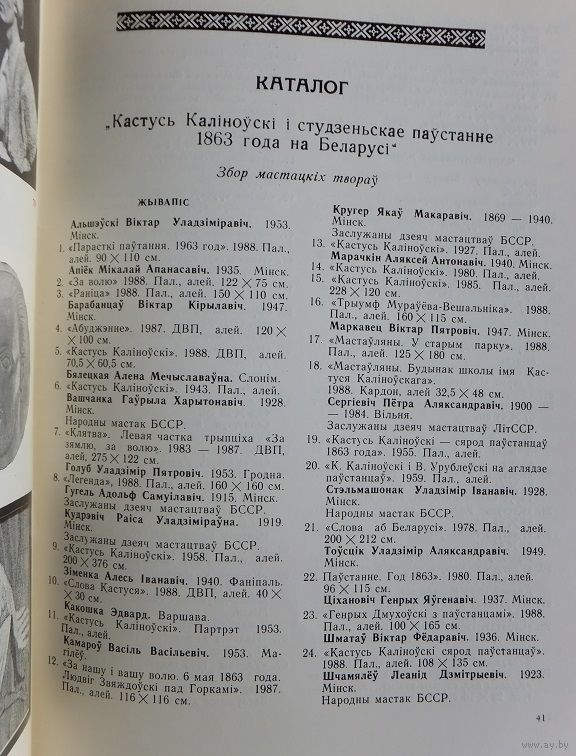 КАТАЛОГ
„Кастусь Каліноўскі і студзеньскае паўстанне
1863 года на Беларусі“
Збор мастацкіх твораў
ЖЫВАПІС
Альшэўскі Віктар Уладзіміравіч. 1953.
Мінск.
1. «Парасткі паўтання. 1963 год». 1988. Пал.,
алей. 90 × 110 см.
Апіёк Мікалай Апанасавіч. 1935. Мінск.
2. «За волю» 1988. Пал., алей. 122 × 75 см.
3. «Раніца» 1988. Пал., алей. 150 × 110 см.
Барабанцаў Віктар Кірылавіч. 1947.
Мінск.
4. «Абуджэнне». 1987. ДВП, алей. 120 ×
× 100 см.
5. «Кастусь Каліноўскі». 1988. ДВП, алей.
70,5 × 60,5 см.
Бялецкая Алена Мечыславаўна. Слонім.
6. «Кастусь Каліноўскі». 1943. Пал., алей.
Вашчанка Гаўрыла Харытонавіч. 1928.
Мінск.
Народны мастак БССР.
7. «Клятва». Левая частка трыпціха «За
зямлю, за волю». 1983 — 1987. ДВП,
алей, 275 × 122 см.
Голуб Уладзімір Пятровіч. 1953. Гродна.
8. «Легенда», 1988. Пал., алей. 160 × 160 см.
Гугель Адольф Самуілавіч. 1915. Мінск.
Заслужаны дзеяч мастацтваў БССР.
Кудрэвіч Раіса Уладзіміраўна. 1919.
Мінск.
Заслужаны дзеяч мастацтваў БССР.
9. «Кастусь Каліноўскі». 1958. Пал., алей.
200 × 376 см.
Зіменка Алесь Іванавіч. 1940. Фаніпаль.
10. «Слова Кастуся». 1988. ДВП, алей. 40 ×
× 30 см.
Какошка Эдвард. Варшава.
11. «Кастусь Каліноўскі». Партрэт 1953.
Пал., алей.
Камароў Васіль Васільевіч. 1953. Ма-
гілёў.
12. «За нашу і вашу волю. 6 мая 1863 года.
Людвіг Звяждоўскі пад Горкамі». 1987.
Пал., алей. 116 × 116 см.
Кругер Якаў Макаравіч. 1869 — 1940.
Мінск.
Заслужаны дзеяч мастацтваў БССР.
13. «Кастусь Каліноўскі». 1927. Пал., алей.
Марачкін Аляксей Антонавіч. 1940. Мінск.
14. «Кастусь Каліноўскі». 1980. Пал., алей.
15. «Кастусь Каліноўскі». 1985. Пал., алей.
228 × 120 см.
16. «Трыумф Мураўёва-Вешальніка». 1988.
Пал., алей. 160 × 115 см.
Маркавец Віктар Пятровіч. 1947. Мінск.
17. «Мастаўляны. У старым парку». 1988.
Пал., алей. 125 × 180 см.
18. «Мастаўляны. Будынак школы імя Кас-
туся Каліноўскага».
1988. Кардон, алей 32,5 × 48 см.
Сергіевіч Пётра Аляксандравіч. 1900 —
— 1984. Вільня.
Заслужаны дзеяч мастацтваў ЛітССР.
19. «Кастусь Каліноўскі — сярод паўстанцаў
1863 года». 1955. Пал., алей.
20. «К. Каліноўскі і В. Урублеўскі на аглядзе
паўстанцаў». 1959. Пал., алей.
Стэльмашонак Уладзімір Іванавіч. 1928.
Мінск.
Народны мастак БССР.
21. «Слова аб Беларусі». 1978. Пал., алей.
200 × 212 см.
Тоўсцік Уладзімір Аляксандравіч. 1949.
Мінск.
22. Паўстанне. Год 1863». 1980. Пал., алей.
96 × 115 см.
Ціхановіч Генрых Яўгенавіч. 1937. Мінск.
23. «Генрых Дмухоўскі з паўстанцамі». 1988.
Пал., алей. 100 × 165 см.
Шматаў Віктар Фёдаравіч. 1936. Мінск.
24. «Кастусь Каліноўскі сярод паўстанцаў».
1988. Пал., алей. 108 × 135 см.
Шчамялёў Леанід Дзмітрыевіч. 1923.
Мінск.
Народны мастак БССР.
41
www.ay.by